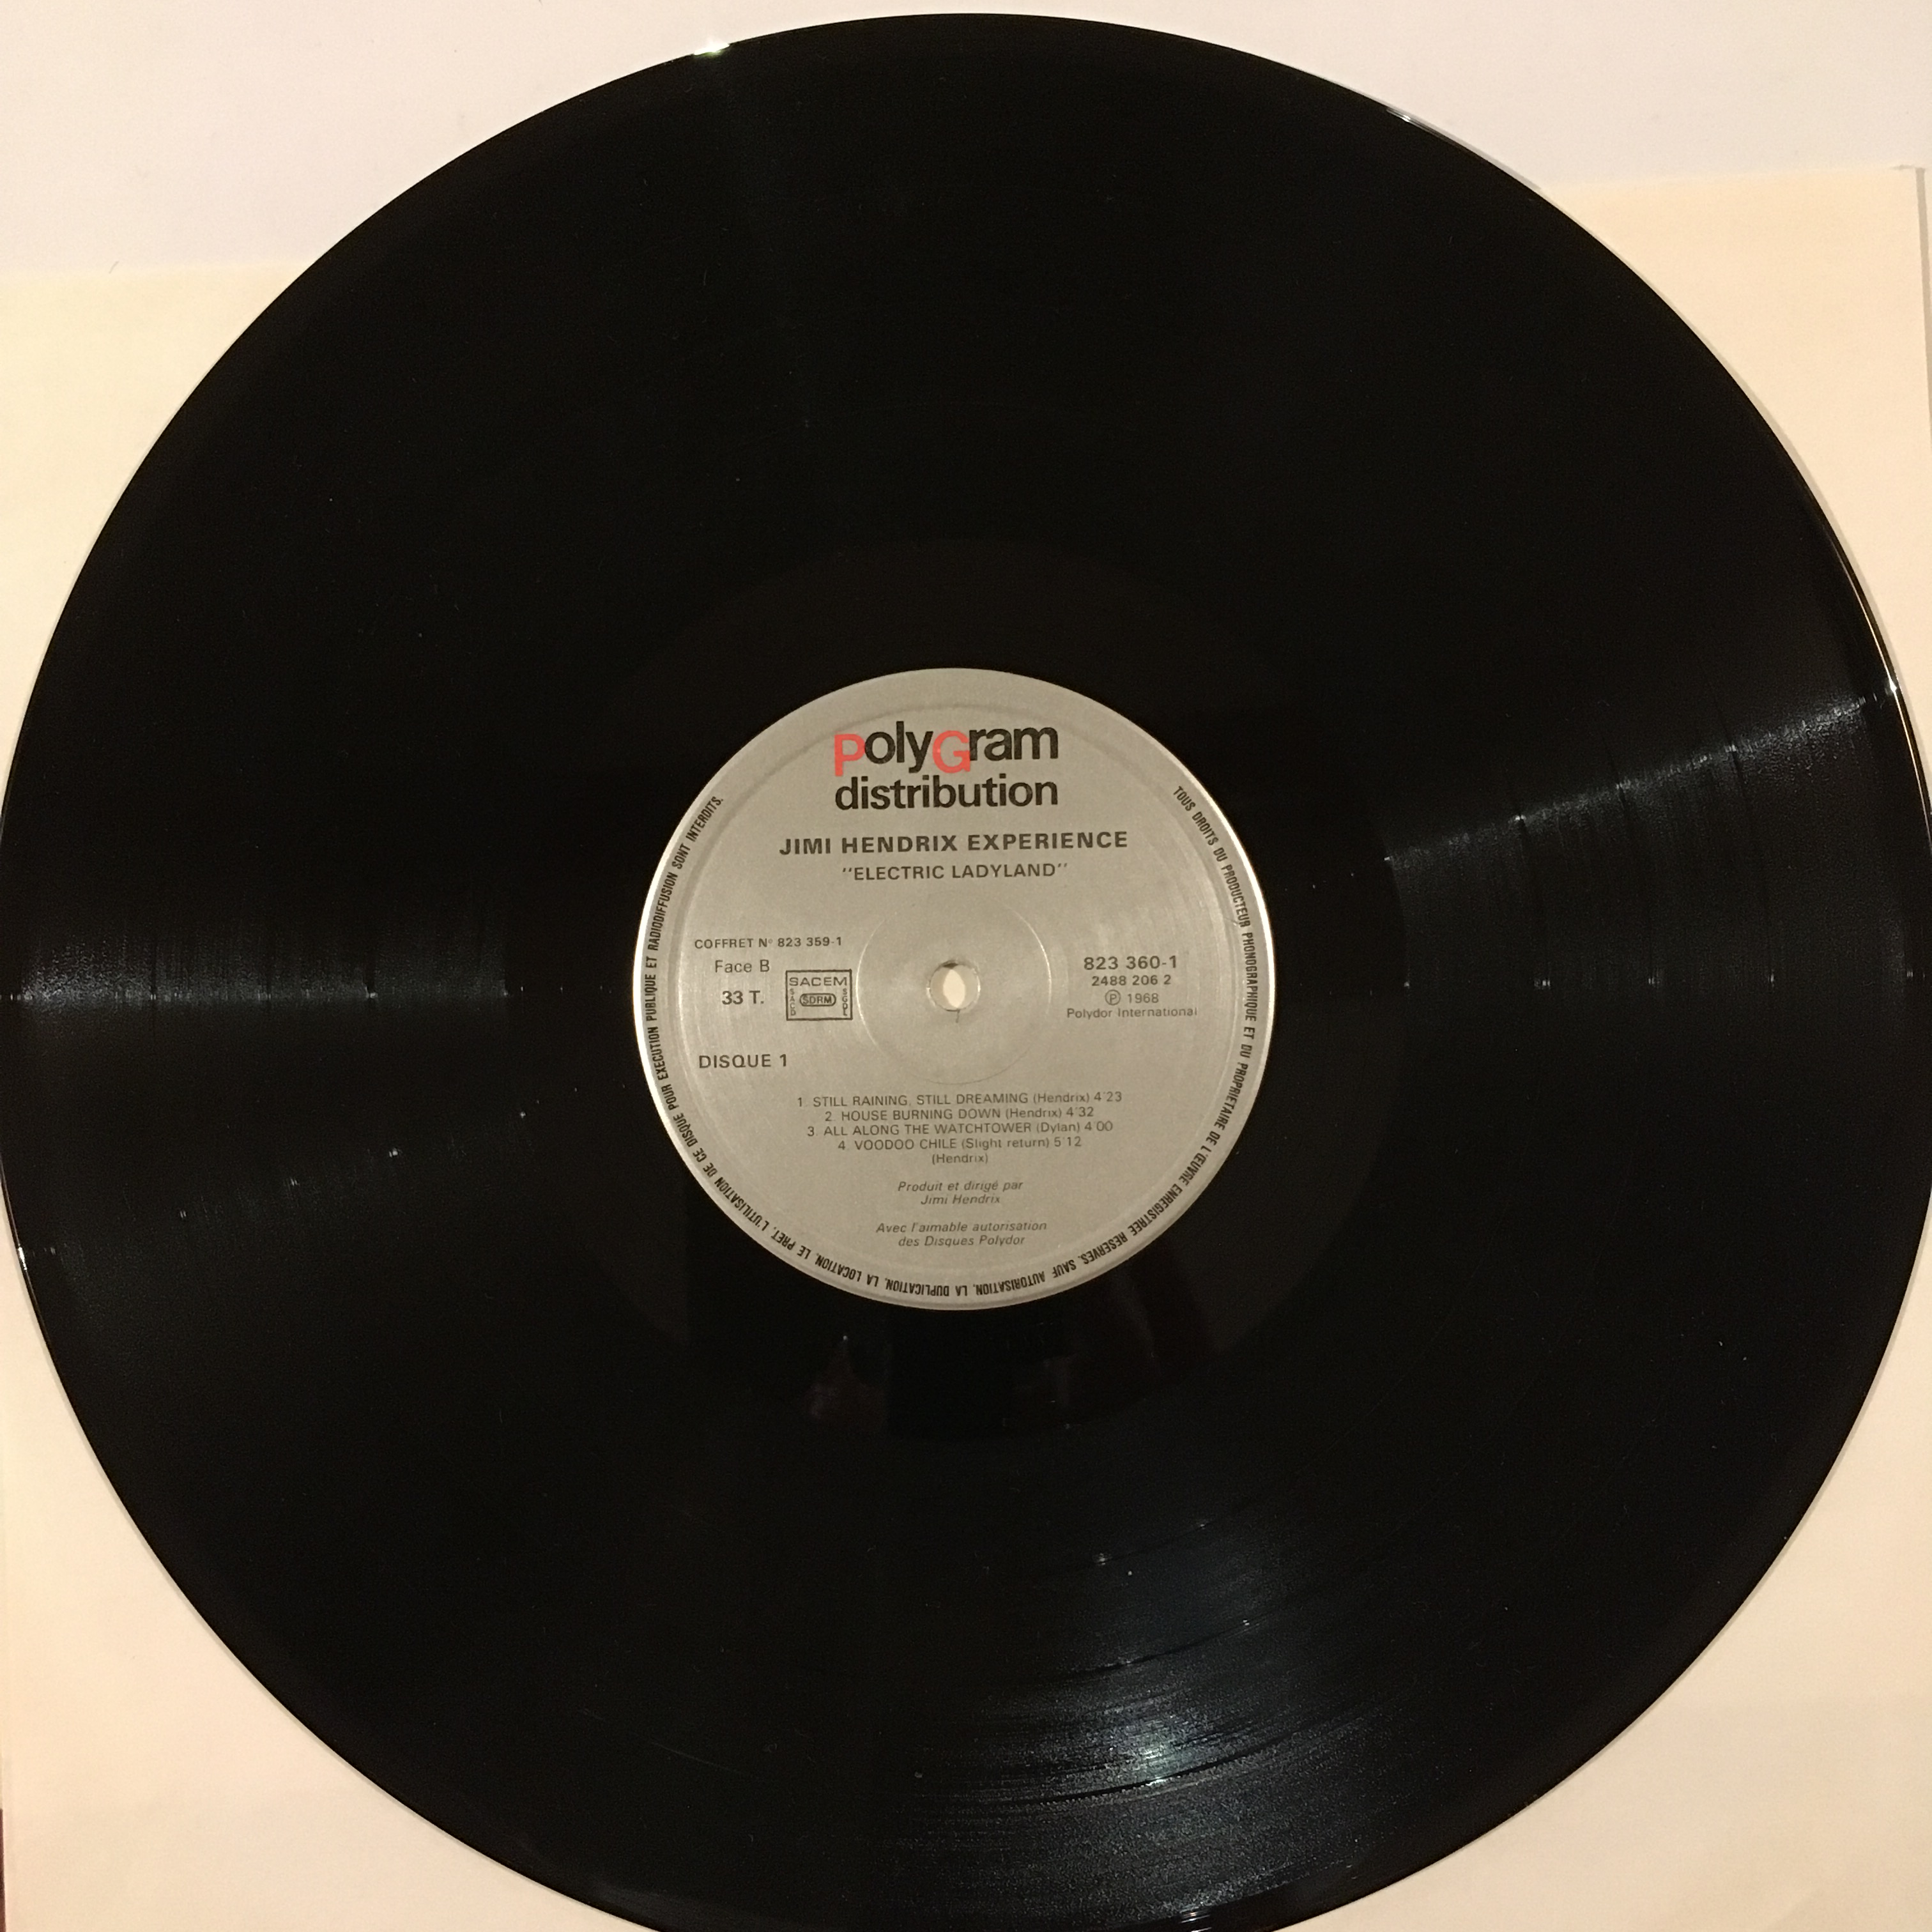 PolyGram
distribution
JIMI HENDRIX EXPERIENCE
"ELECTRIC LADYLAND"
COFFRET N° 823 359-1
Face B
33 T.
SACEM
SACD
SDRM
SGDL
823 360-1
2488 206 2
℗ 1968
Polydor International
DISQUE 1
1. STILL RAINING, STILL DREAMING (Hendrix) 4'23
2. HOUSE BURNING DOWN (Hendrix) 4'32
3. ALL ALONG THE WATCHTOWER (Dylan) 4'00
4. VOODOO CHILE (Slight return) 5'12
(Hendrix)
Produit et dirigé par
Jimi Hendrix
Avec l'aimable autorisation
des Disques Polydor
TOUS DROITS DU PRODUCTEUR PHONOGRAPHIQUE ET DU PROPRIETAIRE DE L'ŒUVRE ENREGISTREE RESERVES. SAUF AUTORISATION, LA DUPLICATION, LA LOCATION, LE PRET, L'UTILISATION DE CE DISQUE POUR EXECUTION PUBLIQUE ET RADIODIFFUSION SONT INTERDITS.